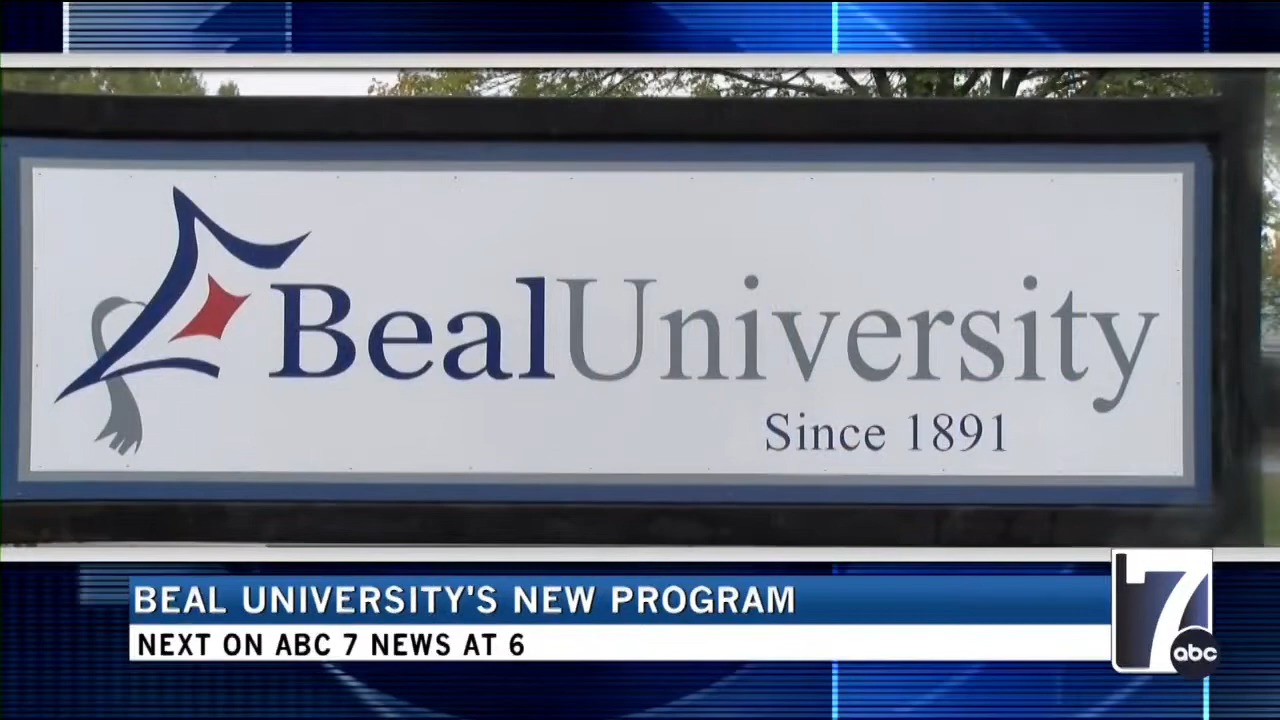 BealUniversity
Since 1891
BEAL UNIVERSITY'S NEW PROGRAM
NEXT ON ABC 7 NEWS AT 6
7
abc